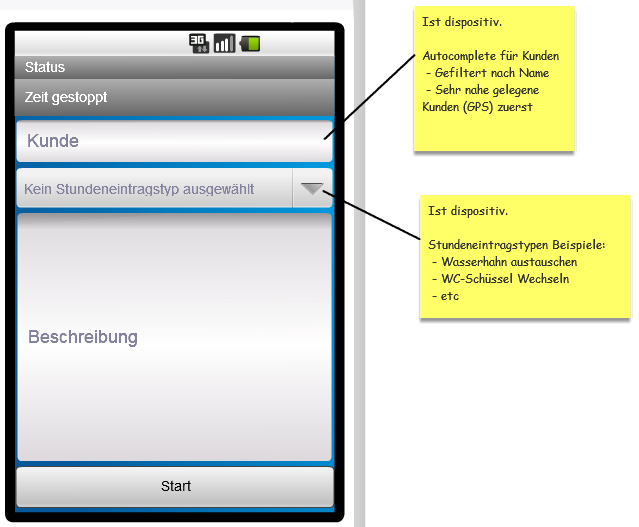 3G
Status
Zeit gestoppt
Kunde
Kein Stundeneintragstyp ausgewählt
Beschreibung
Start
Ist dispositiv.
Autocomplete für Kunden
- Gefiltert nach Name
- Sehr nahe gelegene
Kunden (GPS) zuerst
Ist dispositiv.
Stundeneintragstypen Beispiele:
- Wasserhahn austauschen
- WC-Schüssel Wechseln
- etc